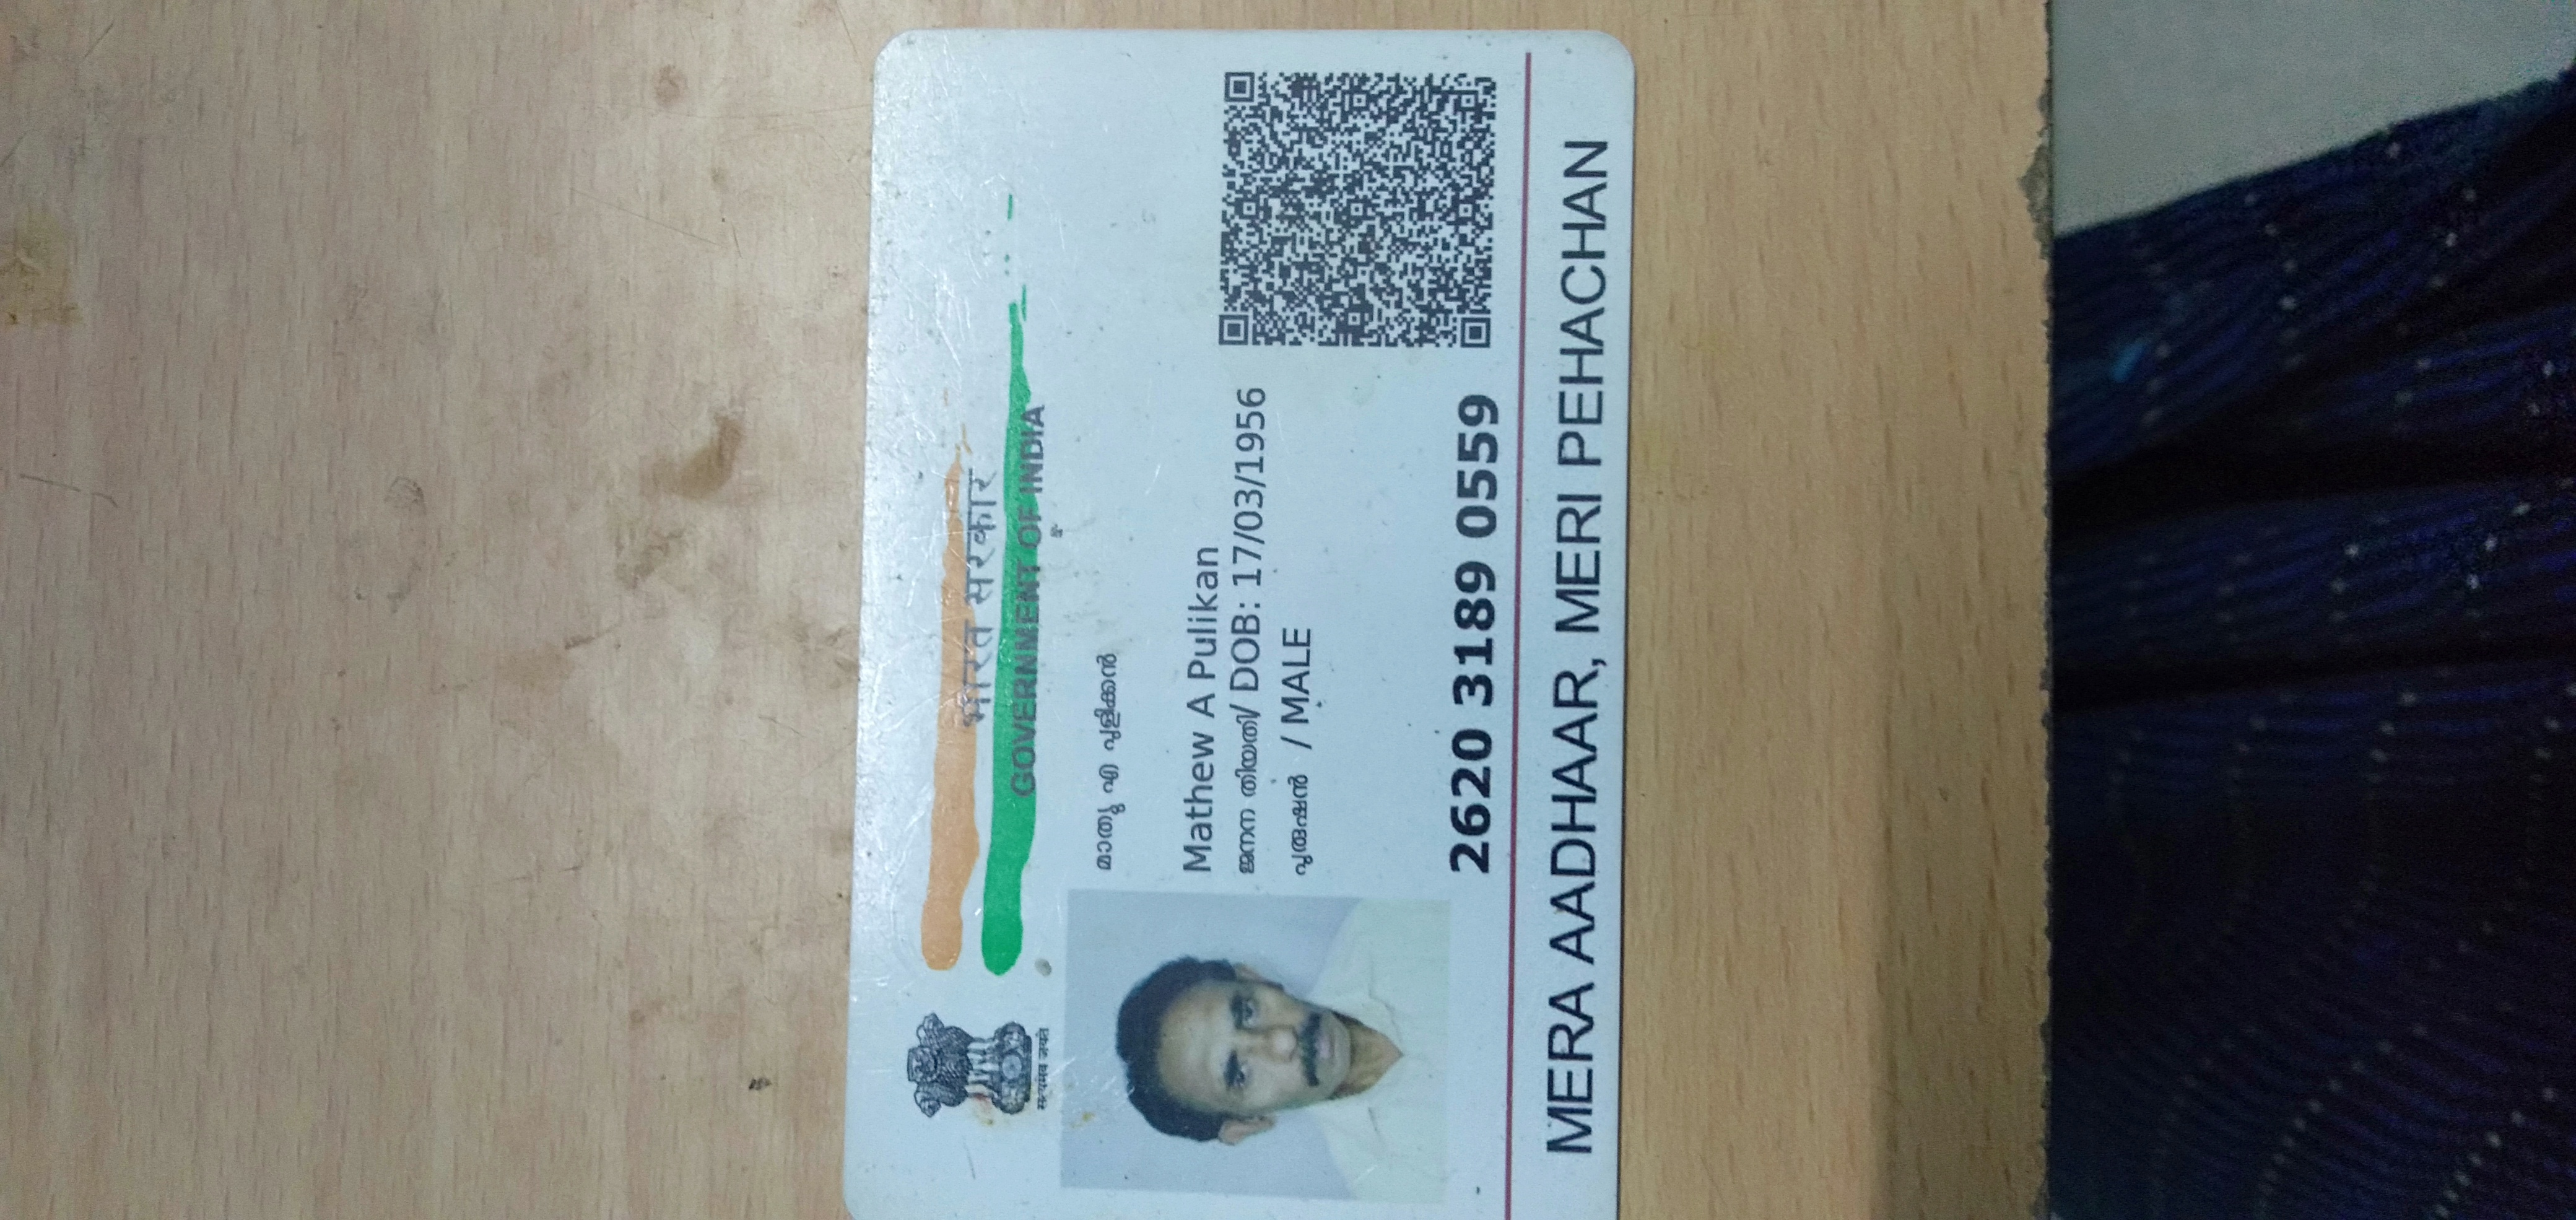 भारत सरकार
GOVERNMENT OF INDIA
सत्यमेव जयते
മാത്യു എ പുളിക്കൻ
Mathew A Pulikan
ജനന തിയതി/ DOB: 17/03/1956
പുരുഷൻ / MALE
2620 3189 0559
MERA AADHAAR, MERI PEHACHAN